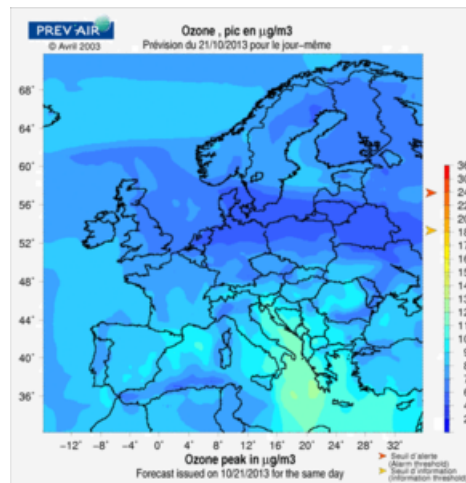 PREV'AIR
© Avril 2003
Ozone , pic en µg/m3
Prévision du 21/10/2013 pour le jour-même
68°
64°
60°
56°
52°
48°
44°
40°
36°
−12° −8° −4° 0° 4° 8° 12° 16° 20° 24° 28° 32°
Ozone peak in µg/m3
Forecast issued on 10/21/2013 for the same day
Seuil d'alerte
(Alarm threshold)
Seuil d'information
(Information threshold)